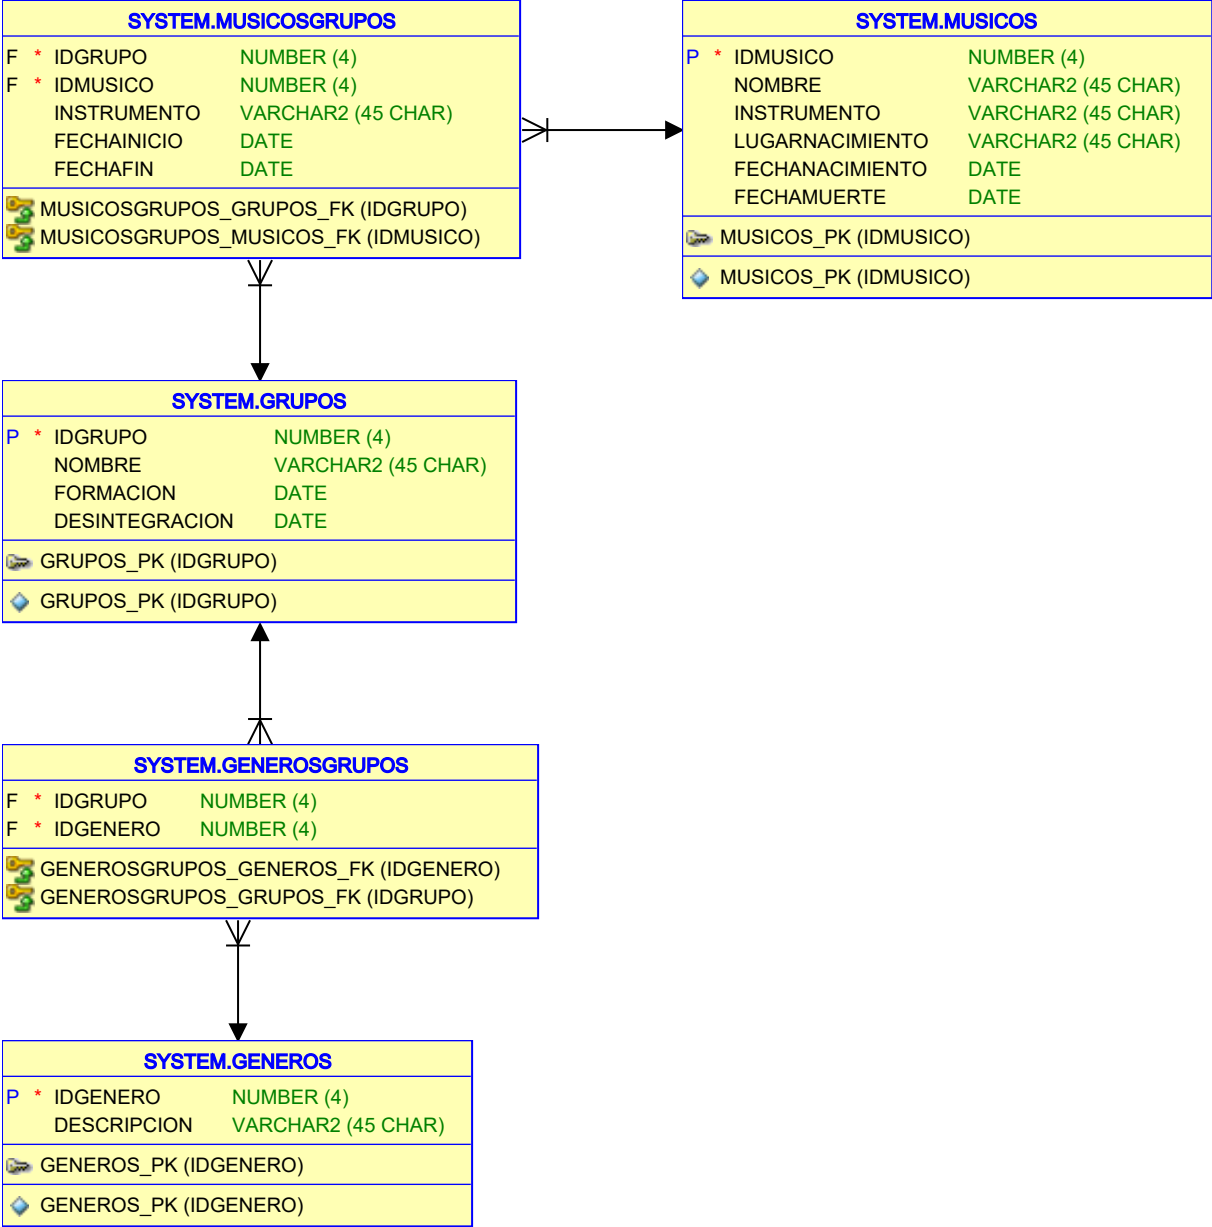 SYSTEM.MUSICOSGRUPOS
F * IDGRUPO NUMBER (4)
F * IDMUSICO NUMBER (4)
INSTRUMENTO VARCHAR2 (45 CHAR)
FECHAINICIO DATE
FECHAFIN DATE
MUSICOSGRUPOS_GRUPOS_FK (IDGRUPO)
MUSICOSGRUPOS_MUSICOS_FK (IDMUSICO)
SYSTEM.MUSICOS
P * IDMUSICO NUMBER (4)
NOMBRE VARCHAR2 (45 CHAR)
INSTRUMENTO VARCHAR2 (45 CHAR)
LUGARNACIMIENTO VARCHAR2 (45 CHAR)
FECHANACIMIENTO DATE
FECHAMUERTE DATE
MUSICOS_PK (IDMUSICO)
MUSICOS_PK (IDMUSICO)
SYSTEM.GRUPOS
P * IDGRUPO NUMBER (4)
NOMBRE VARCHAR2 (45 CHAR)
FORMACION DATE
DESINTEGRACION DATE
GRUPOS_PK (IDGRUPO)
GRUPOS_PK (IDGRUPO)
SYSTEM.GENEROSGRUPOS
F * IDGRUPO NUMBER (4)
F * IDGENERO NUMBER (4)
GENEROSGRUPOS_GENEROS_FK (IDGENERO)
GENEROSGRUPOS_GRUPOS_FK (IDGRUPO)
SYSTEM.GENEROS
P * IDGENERO NUMBER (4)
DESCRIPCION VARCHAR2 (45 CHAR)
GENEROS_PK (IDGENERO)
GENEROS_PK (IDGENERO)